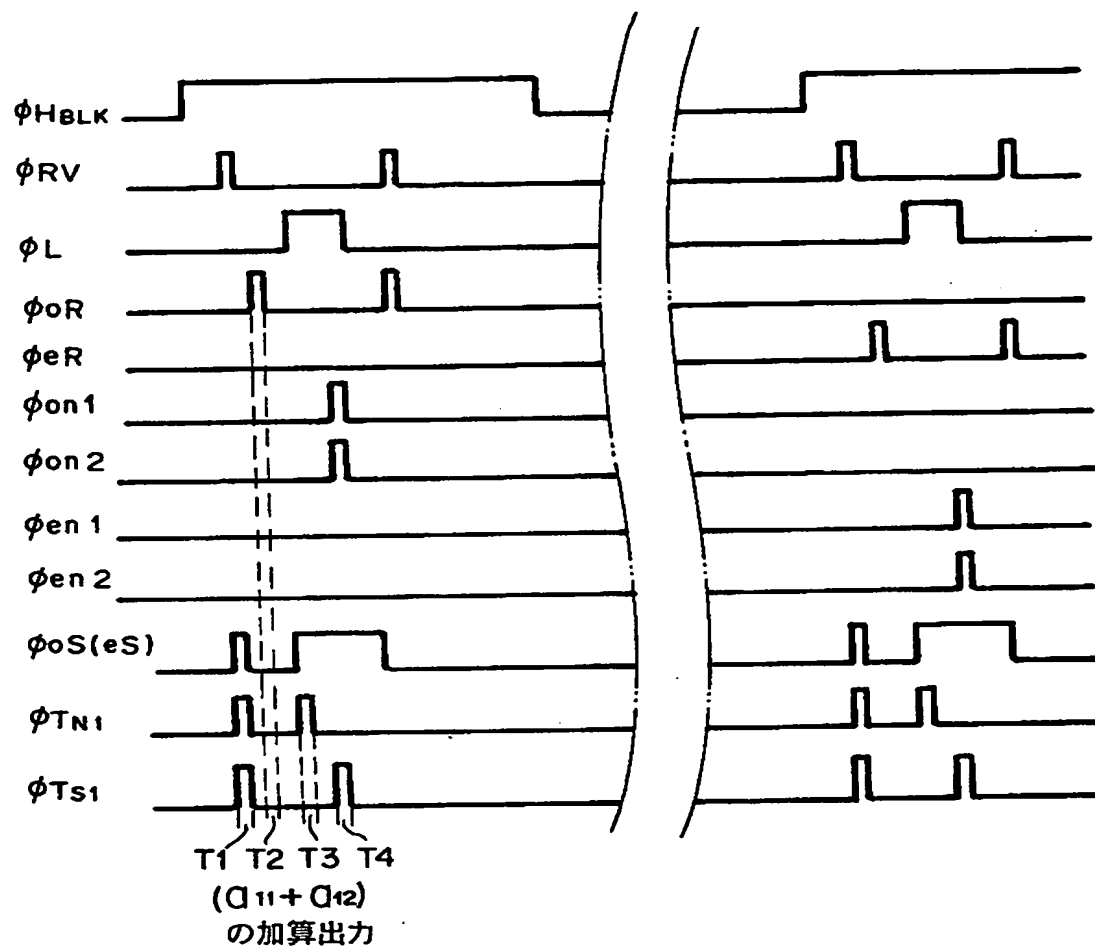 φHBLK
φRV
φL
φoR
φeR
φon1
φon2
φen1
φen2
φoS(eS)
φTN1
φTS1
T1 T2 T3 T4
(a11+a12)
の加算出力